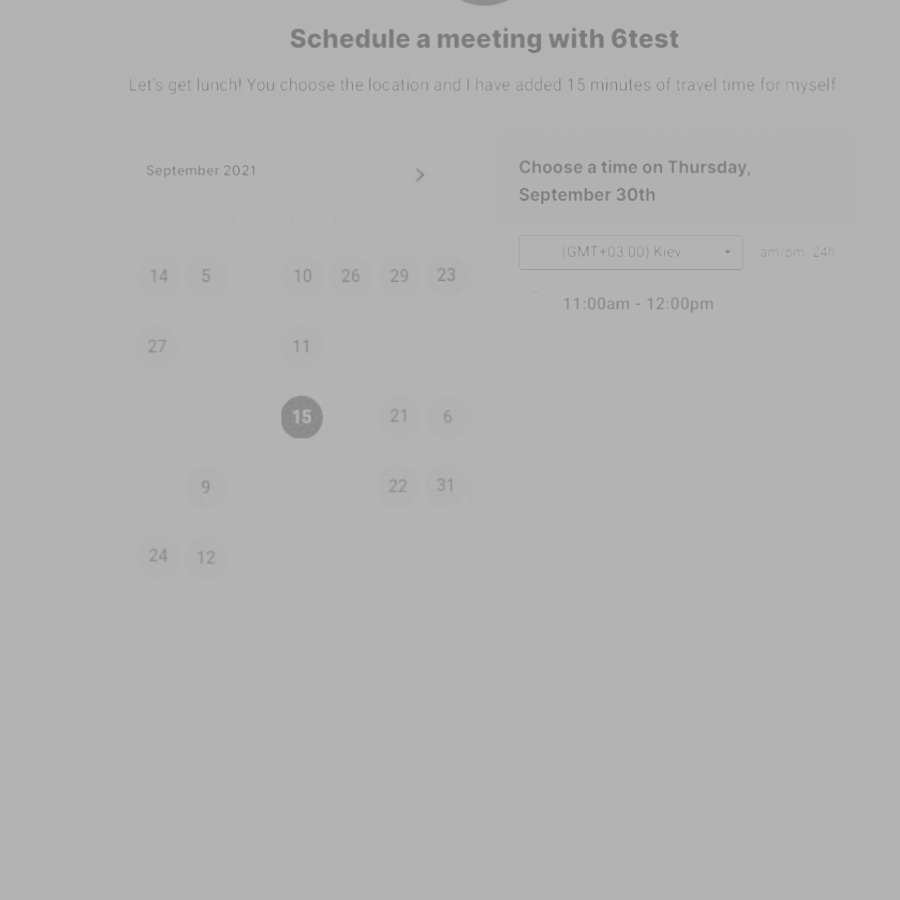 Schedule a meeting with 6test
Let's get lunch! You choose the location and I have added 15 minutes of travel time for myself.
September 2021
14 5 10 26 29 23
27 11
15 21 6
9 22 31
24 12
Choose a time on Thursday,
September 30th
(GMT+03:00) Kiev
am/pm 24h
11:00am - 12:00pm